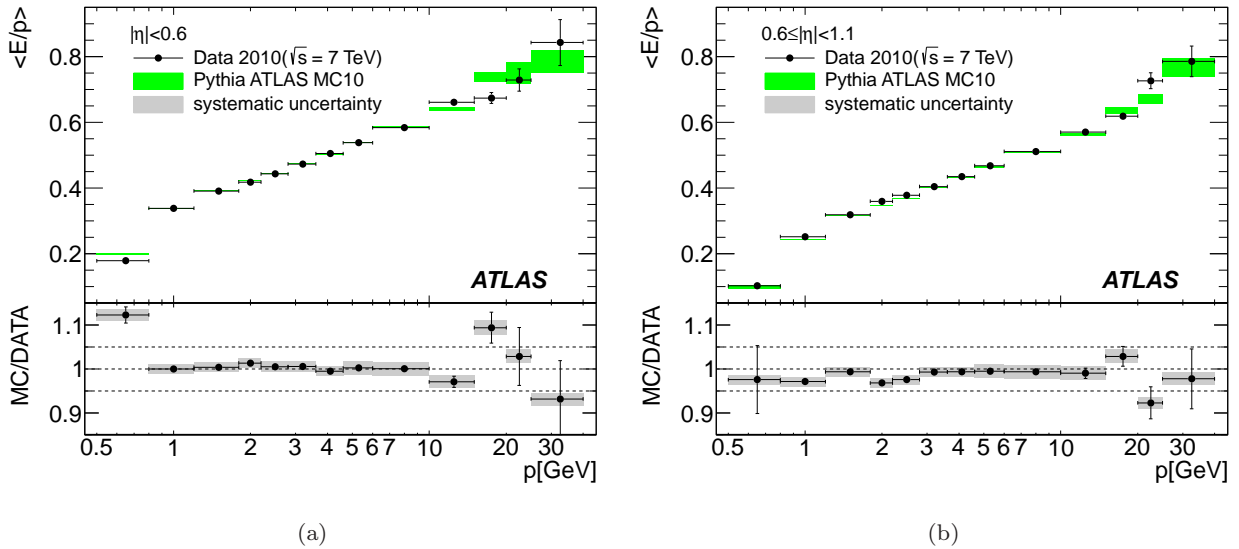 <E/p>
|η|<0.6
Data 2010(√s = 7 TeV)
Pythia ATLAS MC10
systematic uncertainty
0.8
0.6
0.4
0.2
ATLAS
MC/DATA
1.1
1
0.9
0.5 1 2 3 4 5 6 7 10 20 30
p[GeV]
(a)
<E/p>
0.6≤|η|<1.1
Data 2010(√s = 7 TeV)
Pythia ATLAS MC10
systematic uncertainty
0.8
0.6
0.4
0.2
ATLAS
MC/DATA
1.1
1
0.9
0.5 1 2 3 4 5 6 7 10 20 30
p[GeV]
(b)